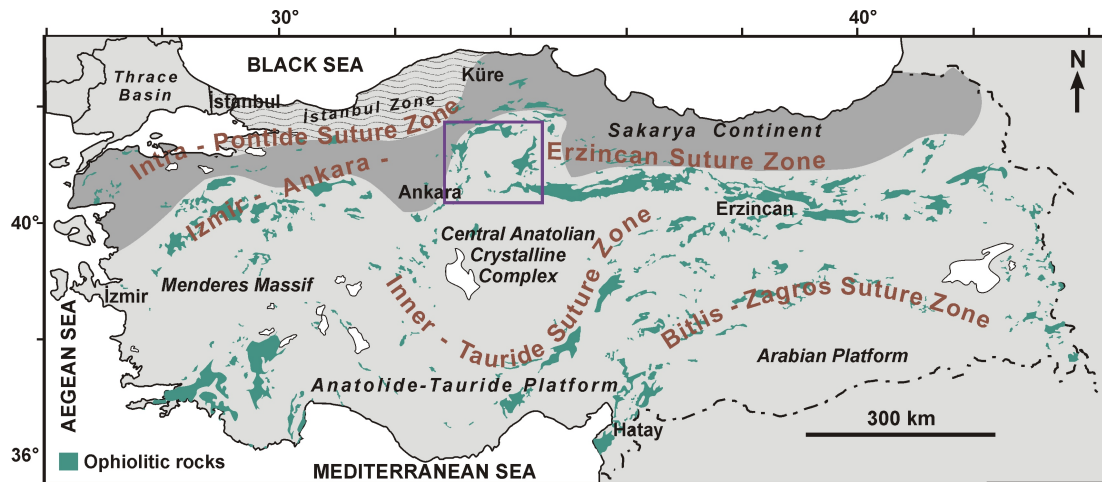 30°
40°
BLACK SEA
N
Küre
Thrace
Basin
İstanbul
İstanbul Zone
Sakarya Continent
Intra - Pontide Suture Zone
Izmir - Ankara -
Erzincan Suture Zone
Ankara
Erzincan
40°
Central Anatolian
Crystalline
Complex
Menderes Massif
İzmir
Inner - Tauride Suture Zone
Bitlis - Zagros Suture Zone
Arabian Platform
AEGEAN SEA
Anatolide-Tauride Platform
300 km
Hatay
36°
Ophiolitic rocks
MEDITERRANEAN SEA